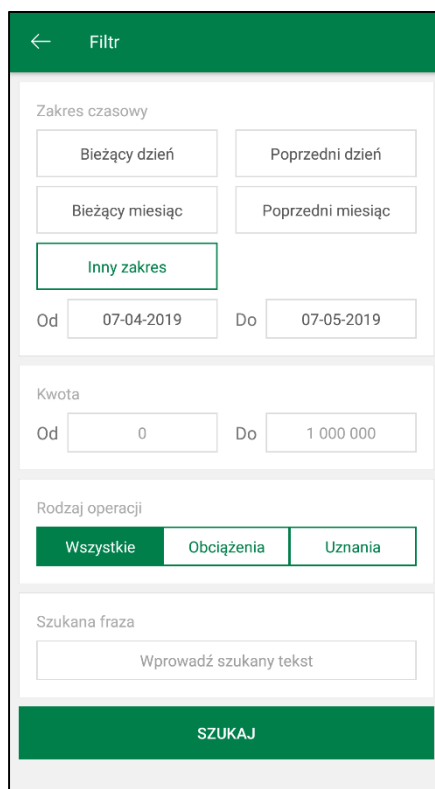 Filtr
Zakres czasowy
Bieżący dzień Poprzedni dzień
Bieżący miesiąc Poprzedni miesiąc
Inny zakres
Od 07-04-2019 Do 07-05-2019
Kwota
Od 0 Do 1 000 000
Rodzaj operacji
Wszystkie Obciążenia Uznania
Szukana fraza
Wprowadź szukany tekst
SZUKAJ